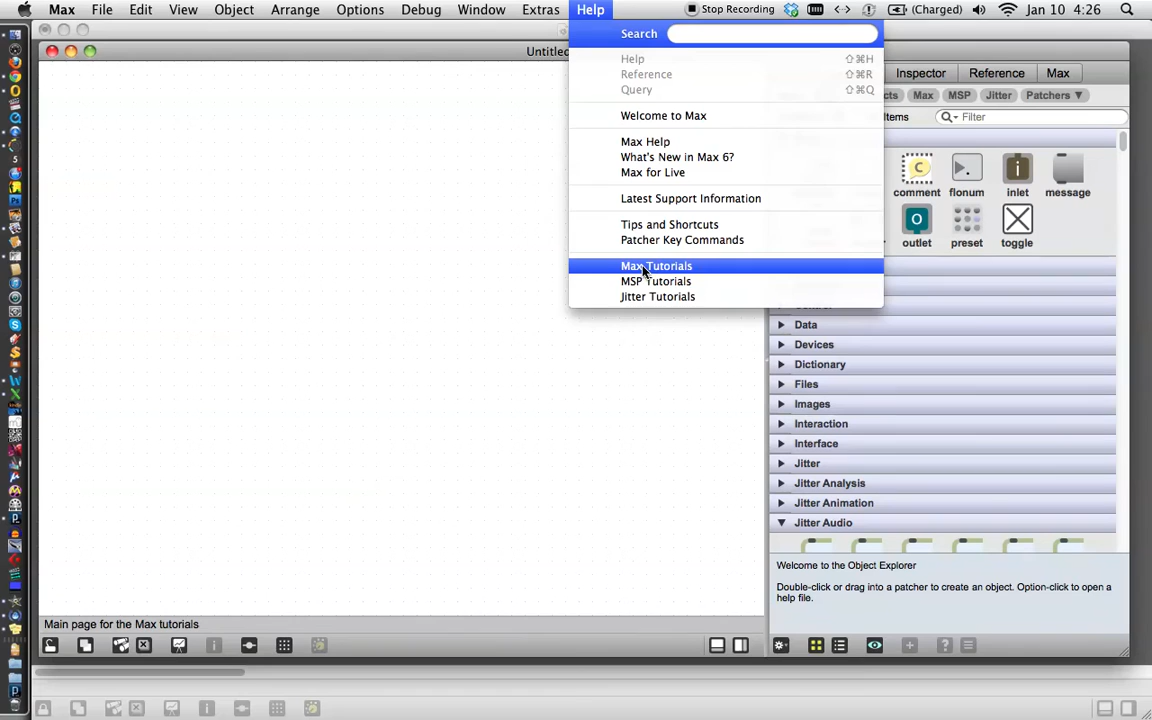 Max File Edit View Object Arrange Options Debug Window Extras Help Stop Recording (Charged) Jan 10 4:26
Untitled
Search
Help ⇧⌘H
Reference ⇧⌘R
Query ⇧⌘Q
Welcome to Max
Max Help
What's New in Max 6?
Max for Live
Latest Support Information
Tips and Shortcuts
Patcher Key Commands
Max Tutorials
MSP Tutorials
Jitter Tutorials
Inspector Reference Max
Max MSP Jitter Patchers ▼
Filter
comment flonum inlet message
outlet preset toggle
Data
Devices
Dictionary
Files
Images
Interaction
Interface
Jitter
Jitter Analysis
Jitter Animation
Jitter Audio
Welcome to the Object Explorer
Double-click or drag into a patcher to create an object. Option-click to open a
help file.
Main page for the Max tutorials